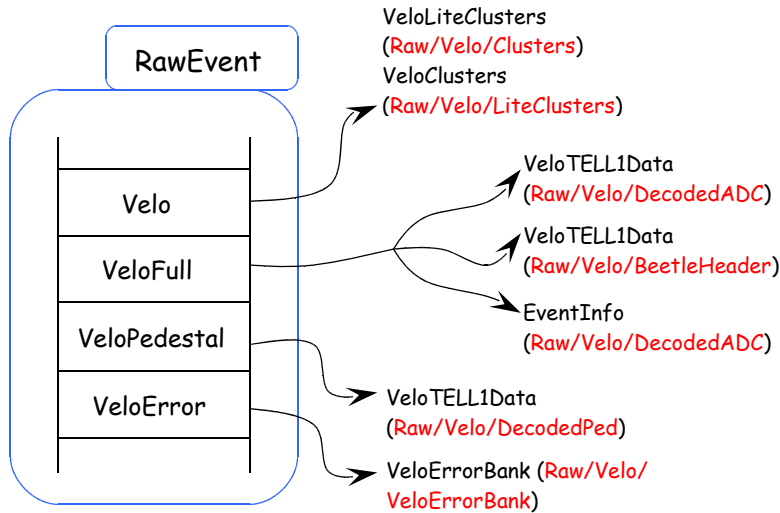 RawEvent
Velo
VeloFull
VeloPedestal
VeloError
VeloLiteClusters
(Raw/Velo/Clusters)
VeloClusters
(Raw/Velo/LiteClusters)
VeloTELL1Data
(Raw/Velo/DecodedADC)
VeloTELL1Data
(Raw/Velo/BeetleHeader)
EventInfo
(Raw/Velo/DecodedADC)
VeloTELL1Data
(Raw/Velo/DecodedPed)
VeloErrorBank (Raw/Velo/
VeloErrorBank)